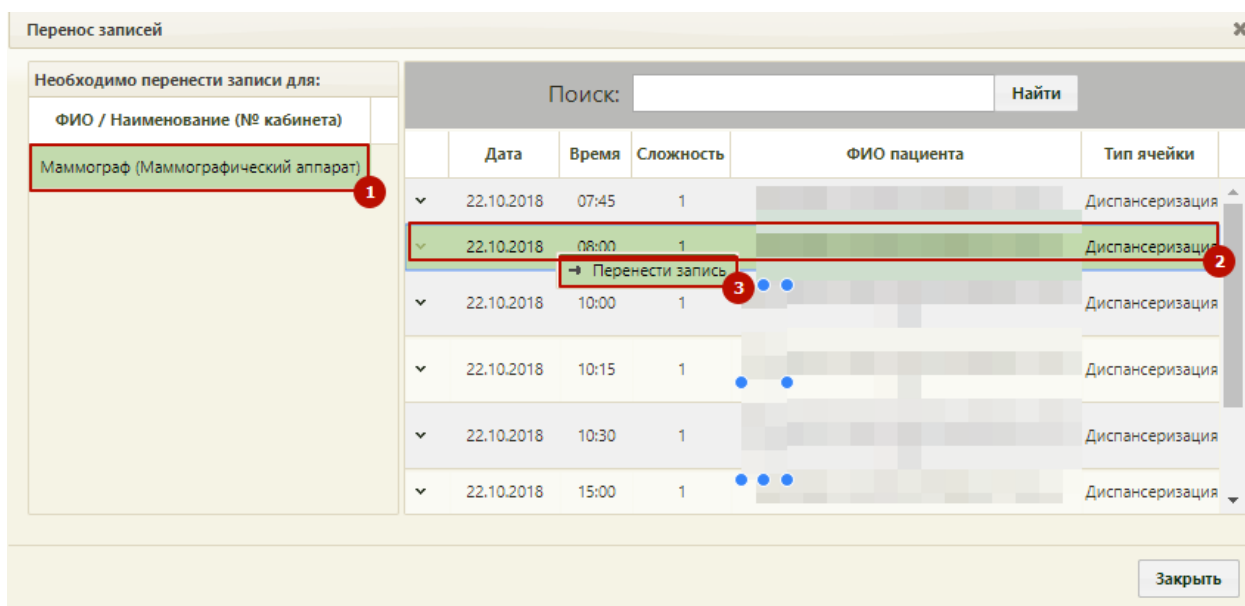 Перенос записей
Необходимо перенести записи для:
ФИО / Наименование (№ кабинета)
Маммограф (Маммографический аппарат)
1
Поиск:
Найти
Дата Время Сложность ФИО пациента Тип ячейки
22.10.2018 07:45 1 Диспансеризация
22.10.2018 08:00 1 Диспансеризация
2
Перенести запись
3
22.10.2018 10:00 1 Диспансеризация
22.10.2018 10:15 1 Диспансеризация
22.10.2018 10:30 1 Диспансеризация
22.10.2018 15:00 1 Диспансеризация
Закрыть